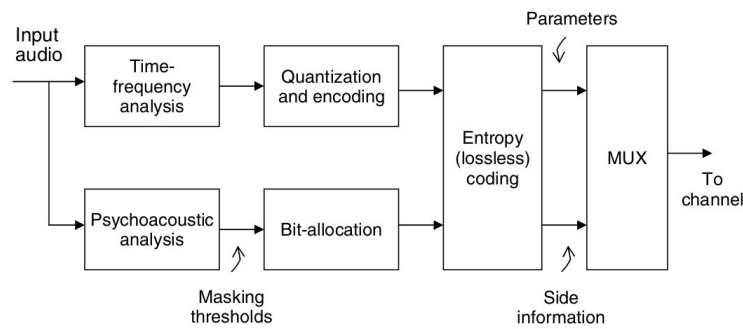 Parameters
Input
audio
Time-
frequency
analysis
Quantization
and encoding
Entropy
(lossless)
coding
MUX
To
channel
Psychoacoustic
analysis
Bit-allocation
Masking
thresholds
Side
information